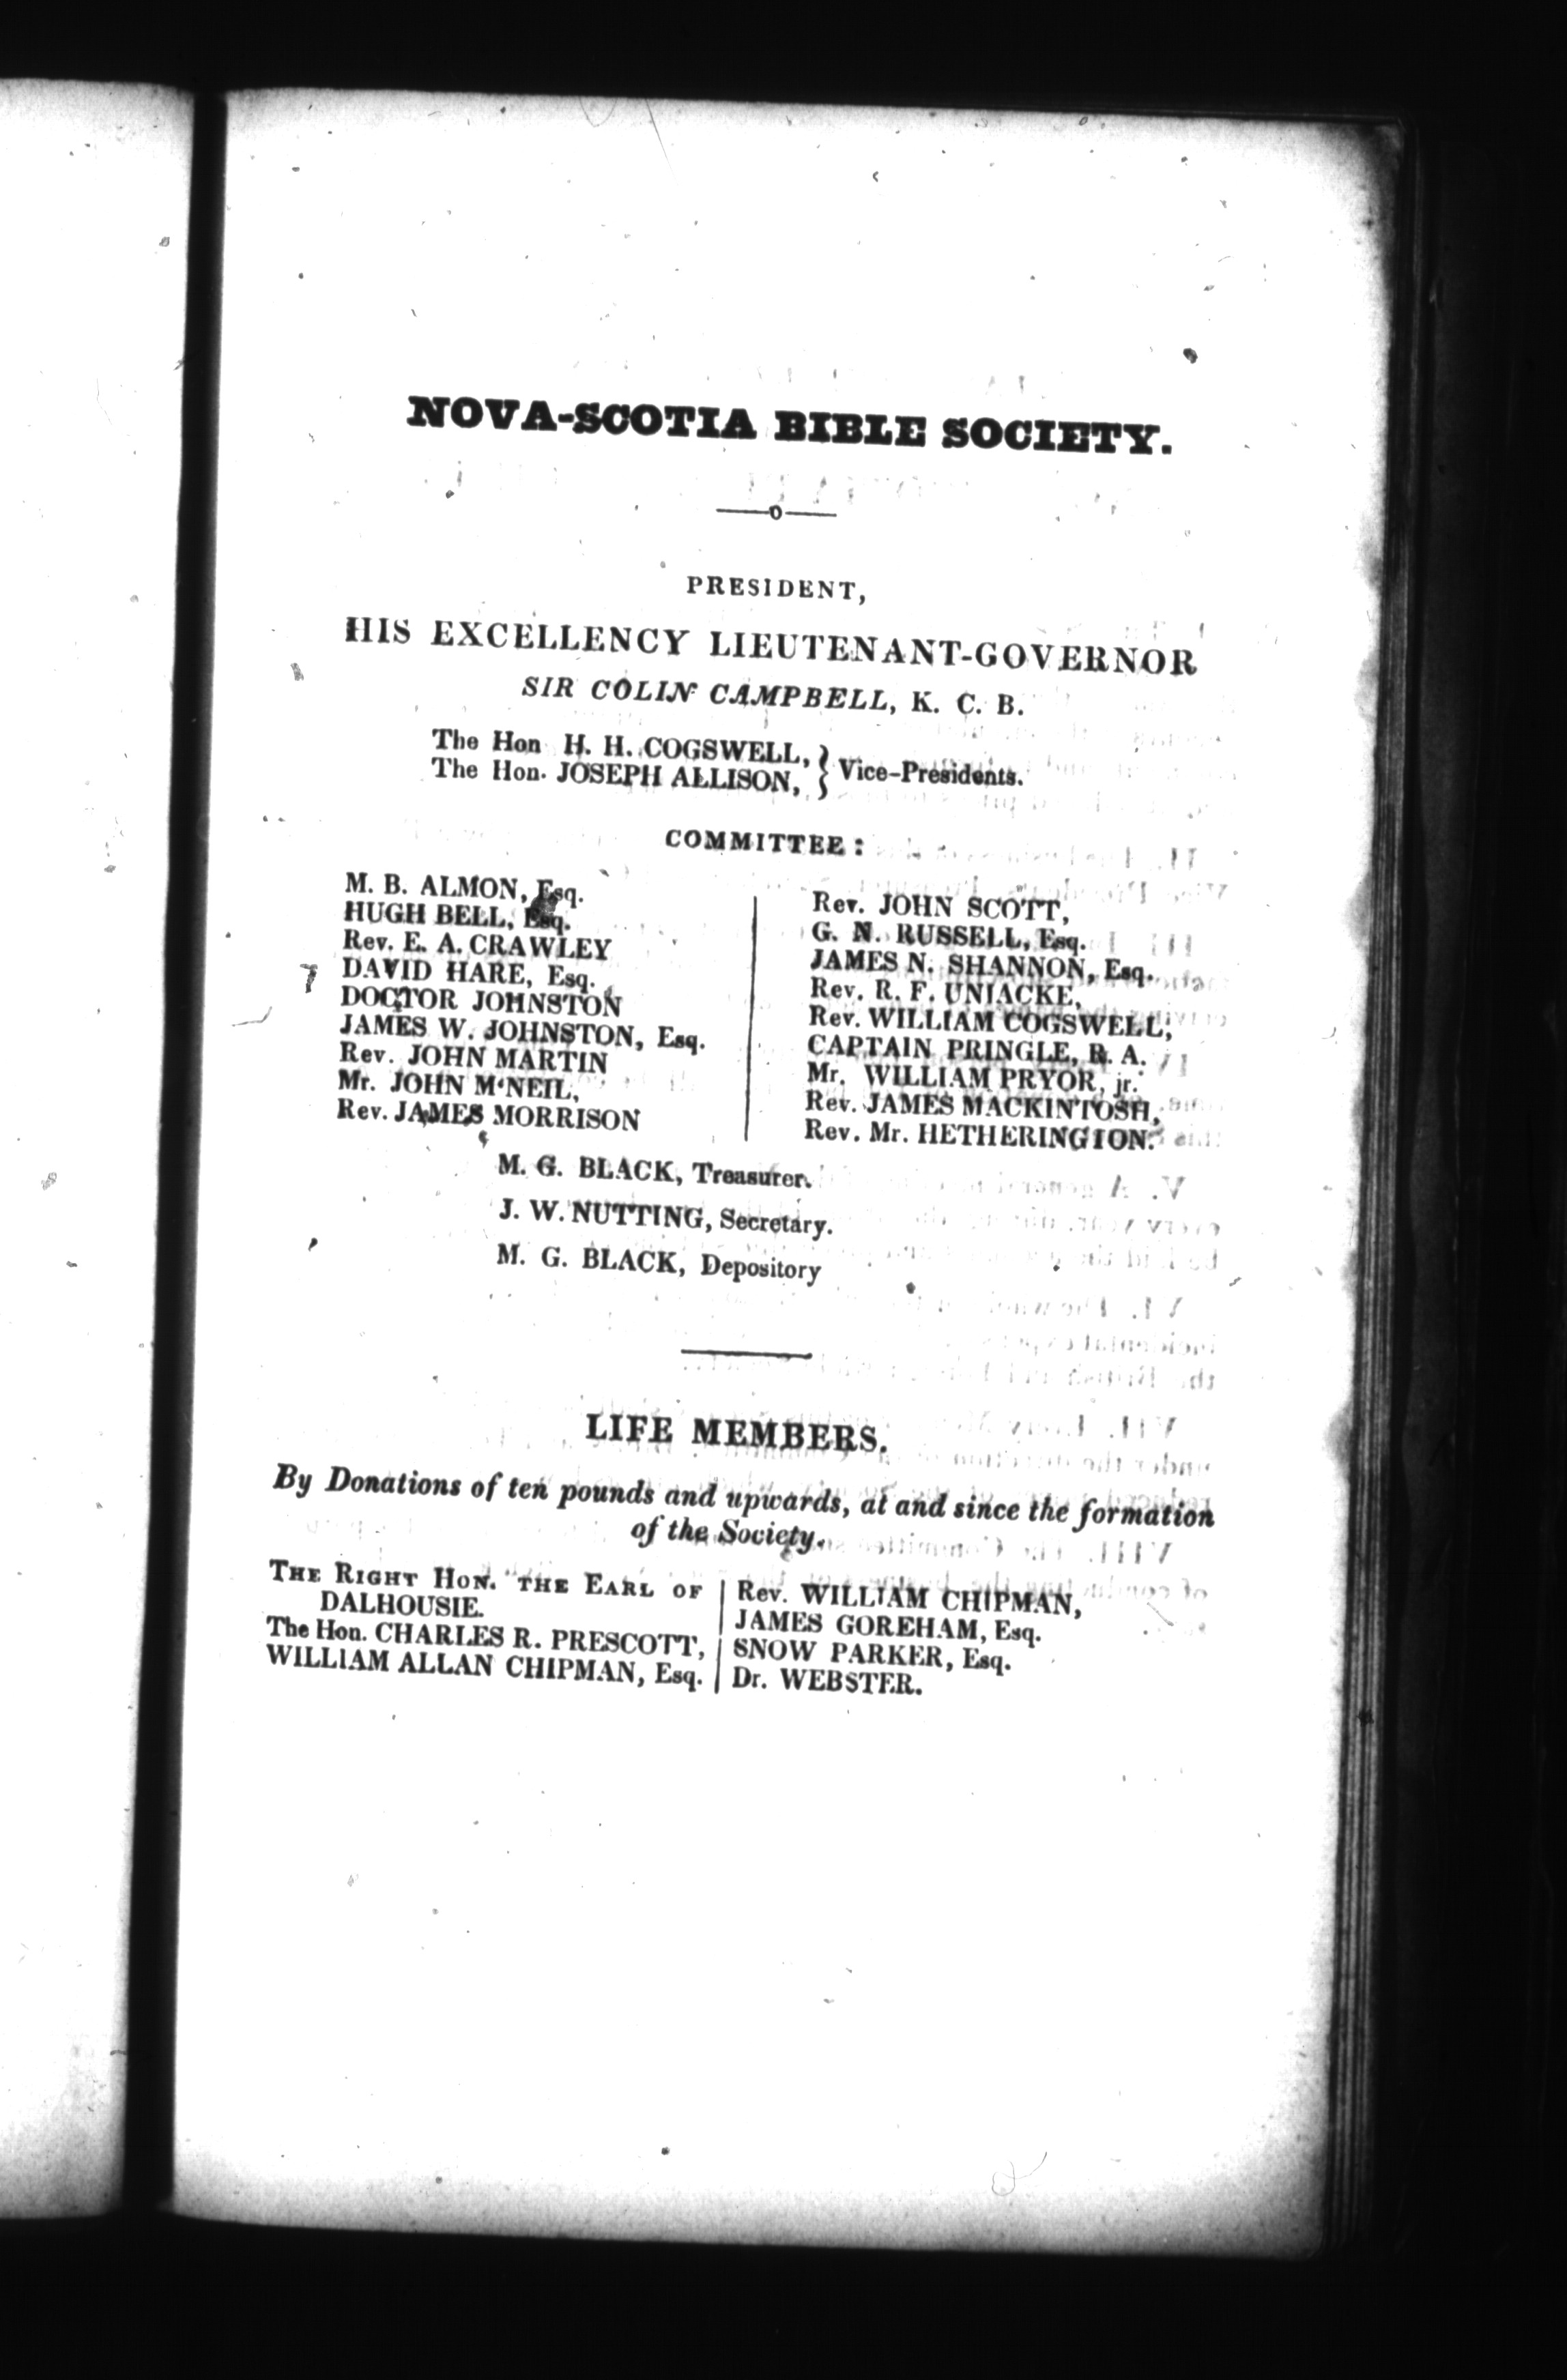 NOVA-SCOTIA BIBLE SOCIETY.
PRESIDENT,
HIS EXCELLENCY LIEUTENANT-GOVERNOR
SIR COLIN CAMPBELL, K. C. B.
The Hon H. H. COGSWELL,
The Hon. JOSEPH ALLISON,
} Vice-Presidents.
COMMITTEE:
M. B. ALMON, Esq.
HUGH BELL, Esq.
Rev. E. A. CRAWLEY
DAVID HARE, Esq.
DOCTOR JOHNSTON
JAMES W. JOHNSTON, Esq.
Rev. JOHN MARTIN
Mr. JOHN M'NEIL,
Rev. JAMES MORRISON
Rev. JOHN SCOTT,
G. N. RUSSELL, Esq.
JAMES N. SHANNON, Esq.
Rev. R. F. UNIACKE,
Rev. WILLIAM COGSWELL,
CAPTAIN PRINGLE, R. A.
Mr. WILLIAM PRYOR, jr.
Rev. JAMES MACKINTOSH,
Rev. Mr. HETHERINGTON.
M. G. BLACK, Treasurer.
J. W. NUTTING, Secretary.
M. G. BLACK, Depository
LIFE MEMBERS.
By Donations of ten pounds and upwards, at and since the formation
of the Society.
THE RIGHT HON. THE EARL OF
DALHOUSIE.
The Hon. CHARLES R. PRESCOTT,
WILLIAM ALLAN CHIPMAN, Esq.
Rev. WILLIAM CHIPMAN,
JAMES GOREHAM, Esq.
SNOW PARKER, Esq.
Dr. WEBSTER.